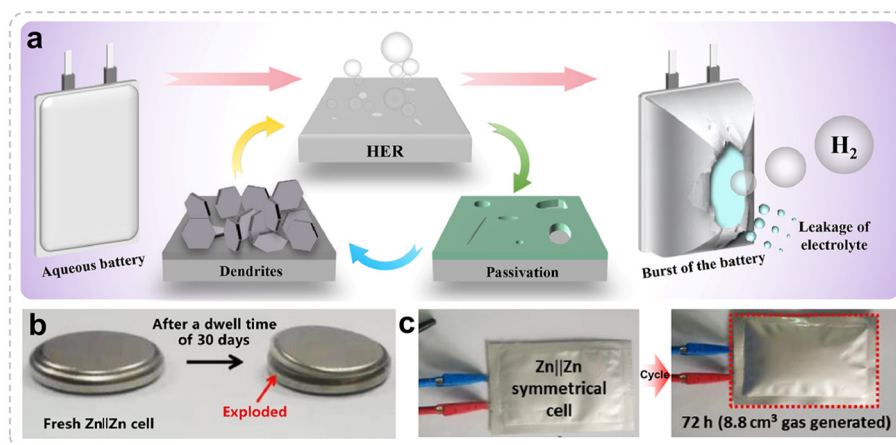 a
HER
H₂
Aqueous battery
Dendrites
Passivation
Burst of the battery
Leakage of
electrolyte
b
After a dwell time
of 30 days
Fresh Zn||Zn cell
Exploded
c
Zn||Zn
symmetrical
cell
Cycle
72 h (8.8 cm³ gas generated)